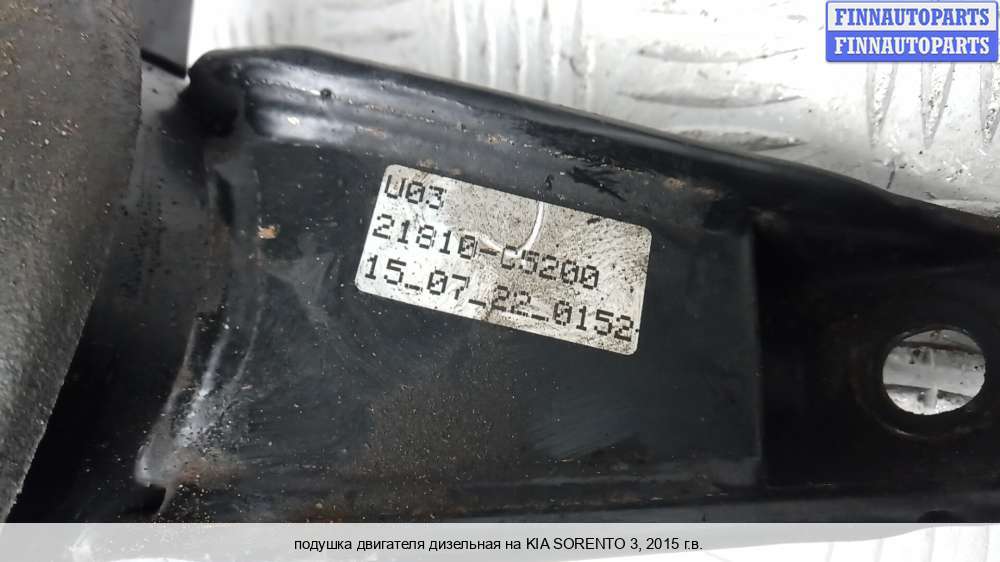 FINNAUTOPARTS
FINNAUTOPARTS
U03
21810-C5200
15_07_22_0152
подушка двигателя дизельная на KIA SORENTO 3, 2015 г.в.